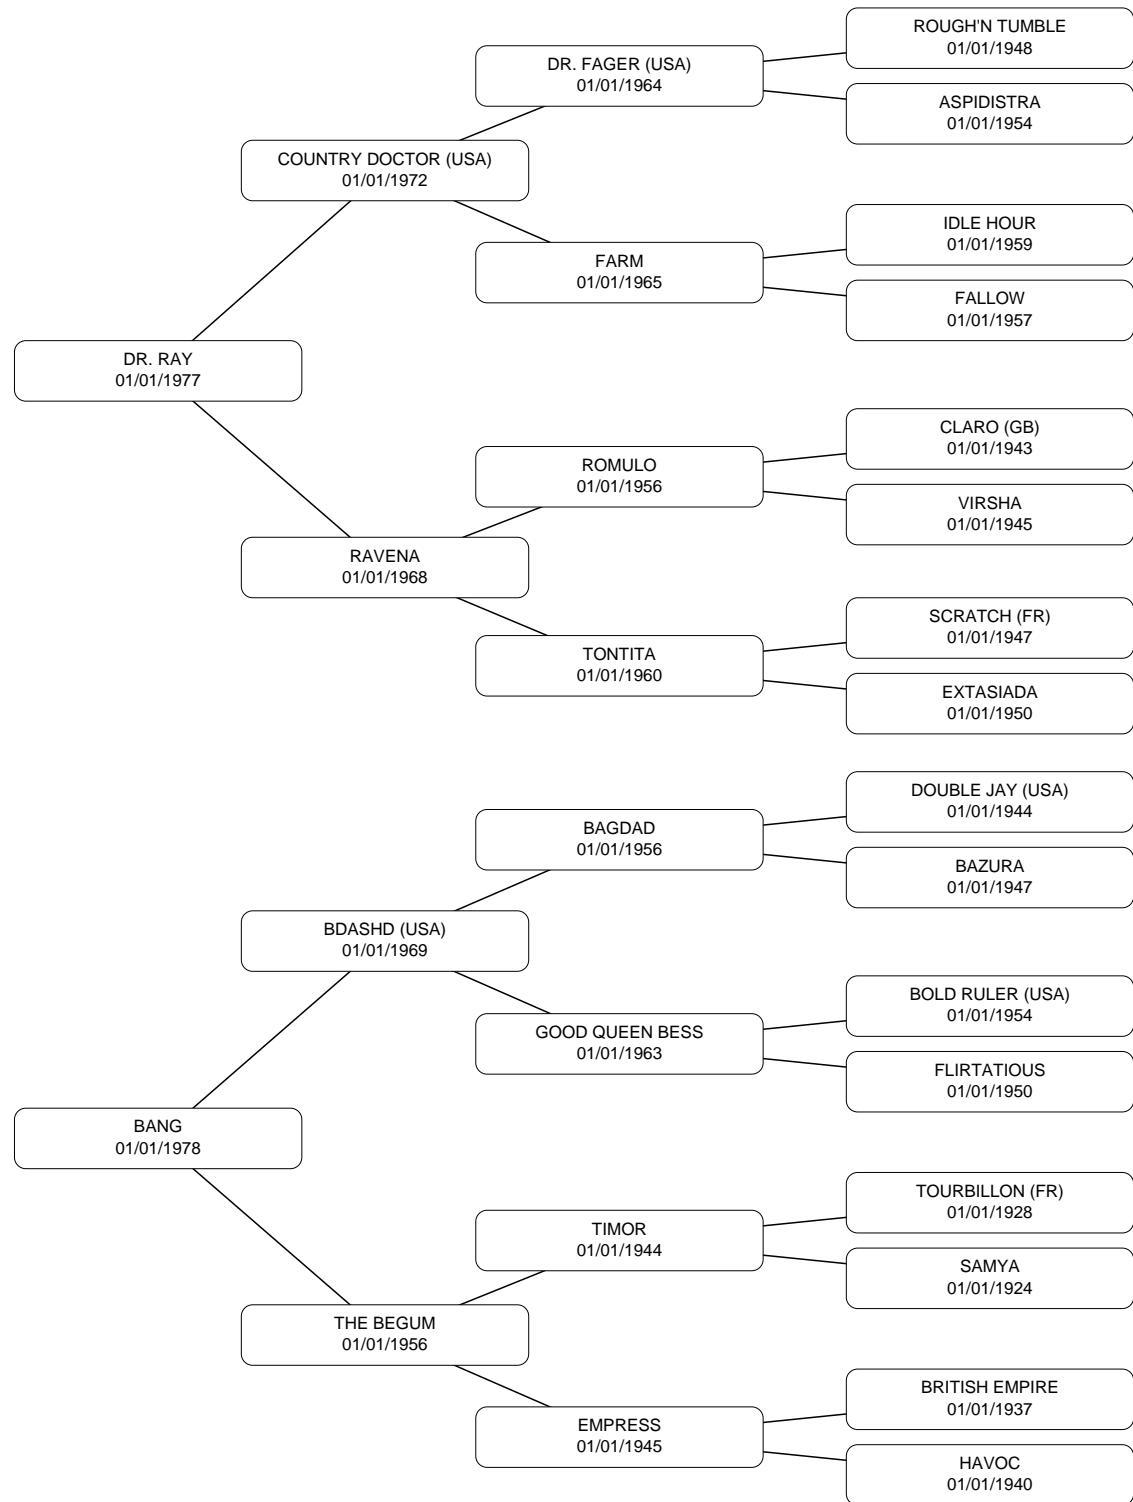 ROUGH'N TUMBLE
01/01/1948
DR. FAGER (USA)
01/01/1964
ASPIDISTRA
01/01/1954
COUNTRY DOCTOR (USA)
01/01/1972
IDLE HOUR
01/01/1959
FARM
01/01/1965
FALLOW
01/01/1957
DR. RAY
01/01/1977
CLARO (GB)
01/01/1943
ROMULO
01/01/1956
VIRSHA
01/01/1945
RAVENA
01/01/1968
SCRATCH (FR)
01/01/1947
TONTITA
01/01/1960
EXTASIADA
01/01/1950
DOUBLE JAY (USA)
01/01/1944
BAGDAD
01/01/1956
BAZURA
01/01/1947
BDASHD (USA)
01/01/1969
BOLD RULER (USA)
01/01/1954
GOOD QUEEN BESS
01/01/1963
FLIRTATIOUS
01/01/1950
BANG
01/01/1978
TOURBILLON (FR)
01/01/1928
TIMOR
01/01/1944
SAMYA
01/01/1924
THE BEGUM
01/01/1956
BRITISH EMPIRE
01/01/1937
EMPRESS
01/01/1945
HAVOC
01/01/1940